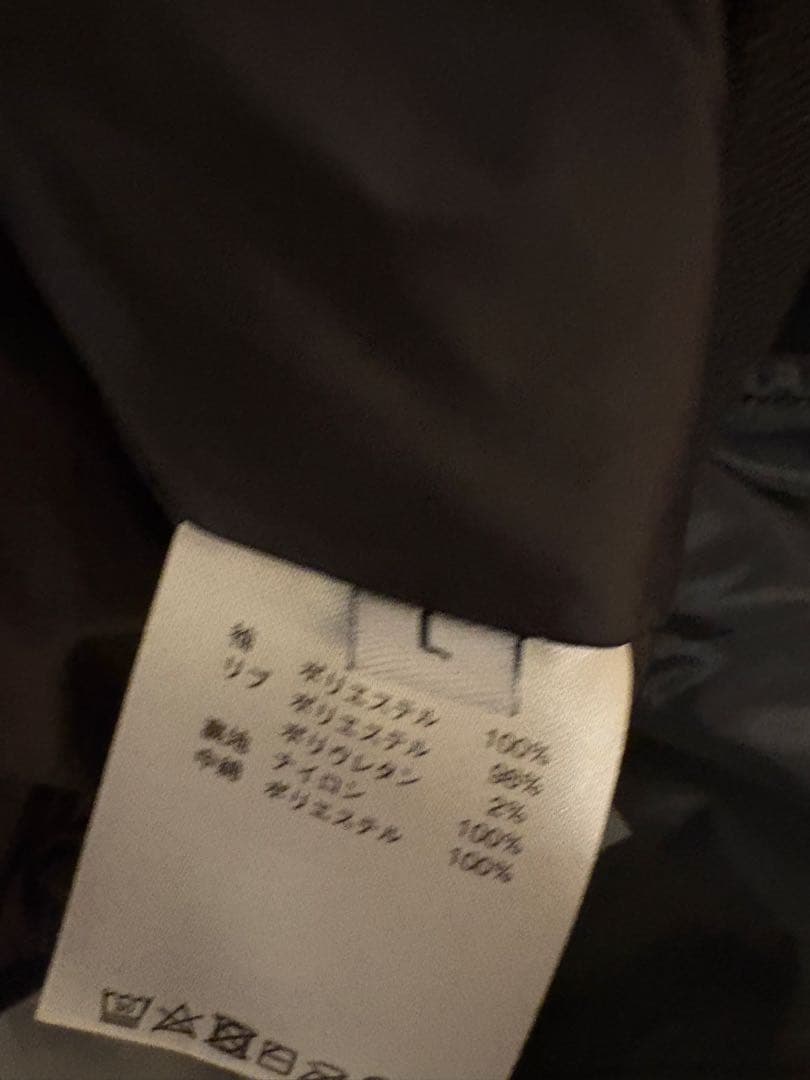 L
袖 ポリエステル 100%
リブ ポリエステル 98%
ポリウレタン 2%
裏地 ナイロン 100%
中綿 ポリエステル 100%